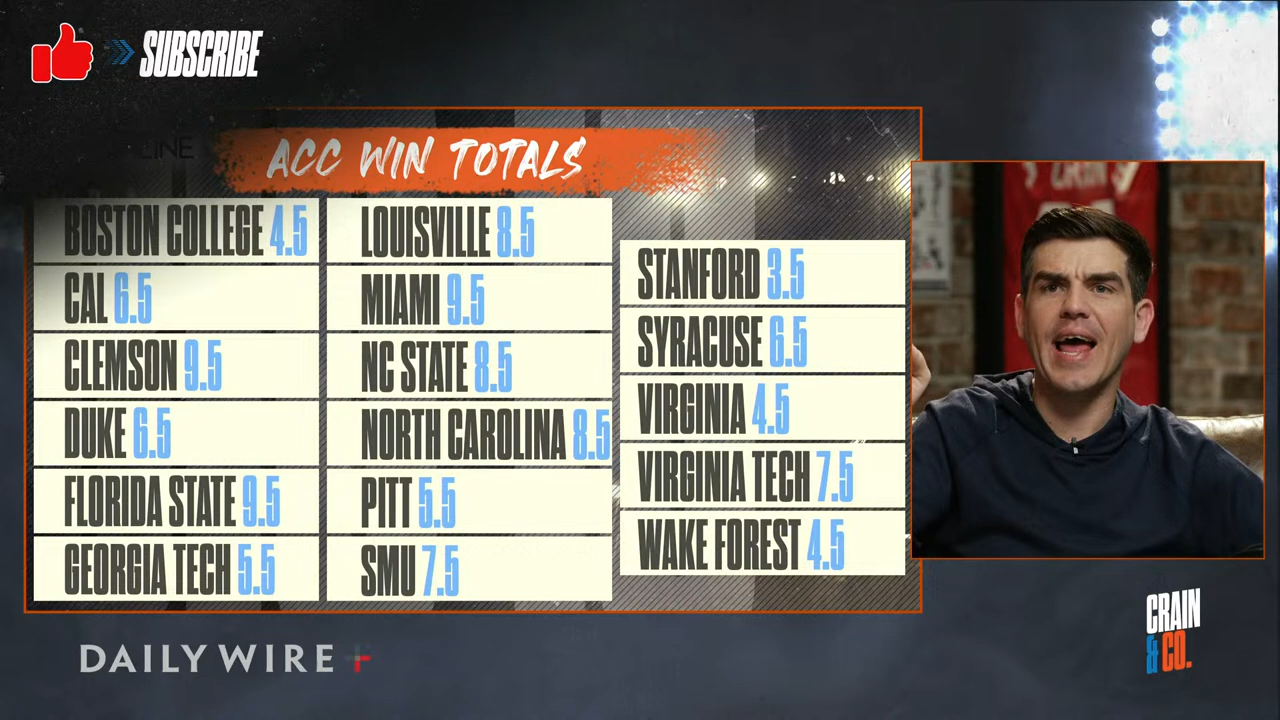 SUBSCRIBE
ACC WIN TOTALS
BOSTON COLLEGE 4.5
CAL 6.5
CLEMSON 9.5
DUKE 6.5
FLORIDA STATE 9.5
GEORGIA TECH 5.5
LOUISVILLE 8.5
MIAMI 9.5
NC STATE 8.5
NORTH CAROLINA 8.5
PITT 5.5
SMU 7.5
STANFORD 3.5
SYRACUSE 6.5
VIRGINIA 4.5
VIRGINIA TECH 7.5
WAKE FOREST 4.5
DAILYWIRE+
CRAIN
& CO.